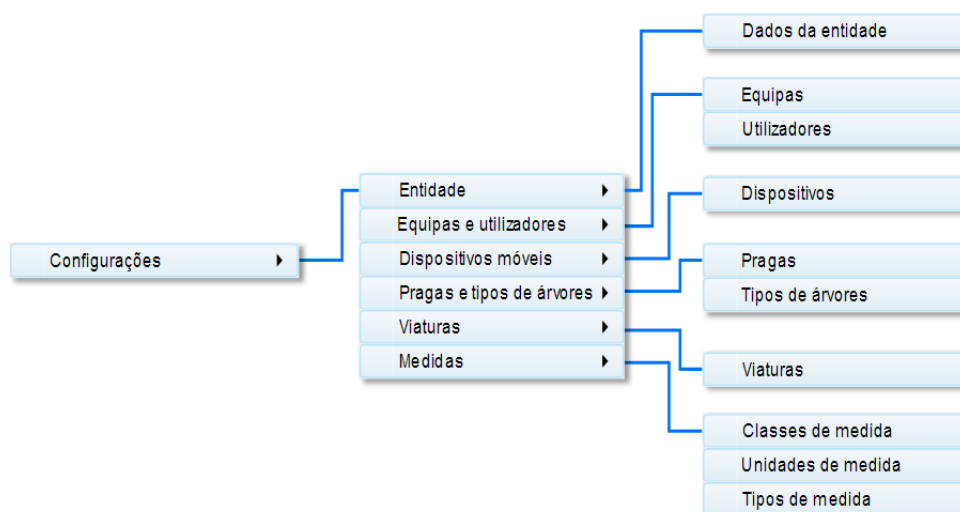 Configurações
Entidade
Equipas e utilizadores
Dispositivos móveis
Pragas e tipos de árvores
Viaturas
Medidas
Dados da entidade
Equipas
Utilizadores
Dispositivos
Pragas
Tipos de árvores
Viaturas
Classes de medida
Unidades de medida
Tipos de medida